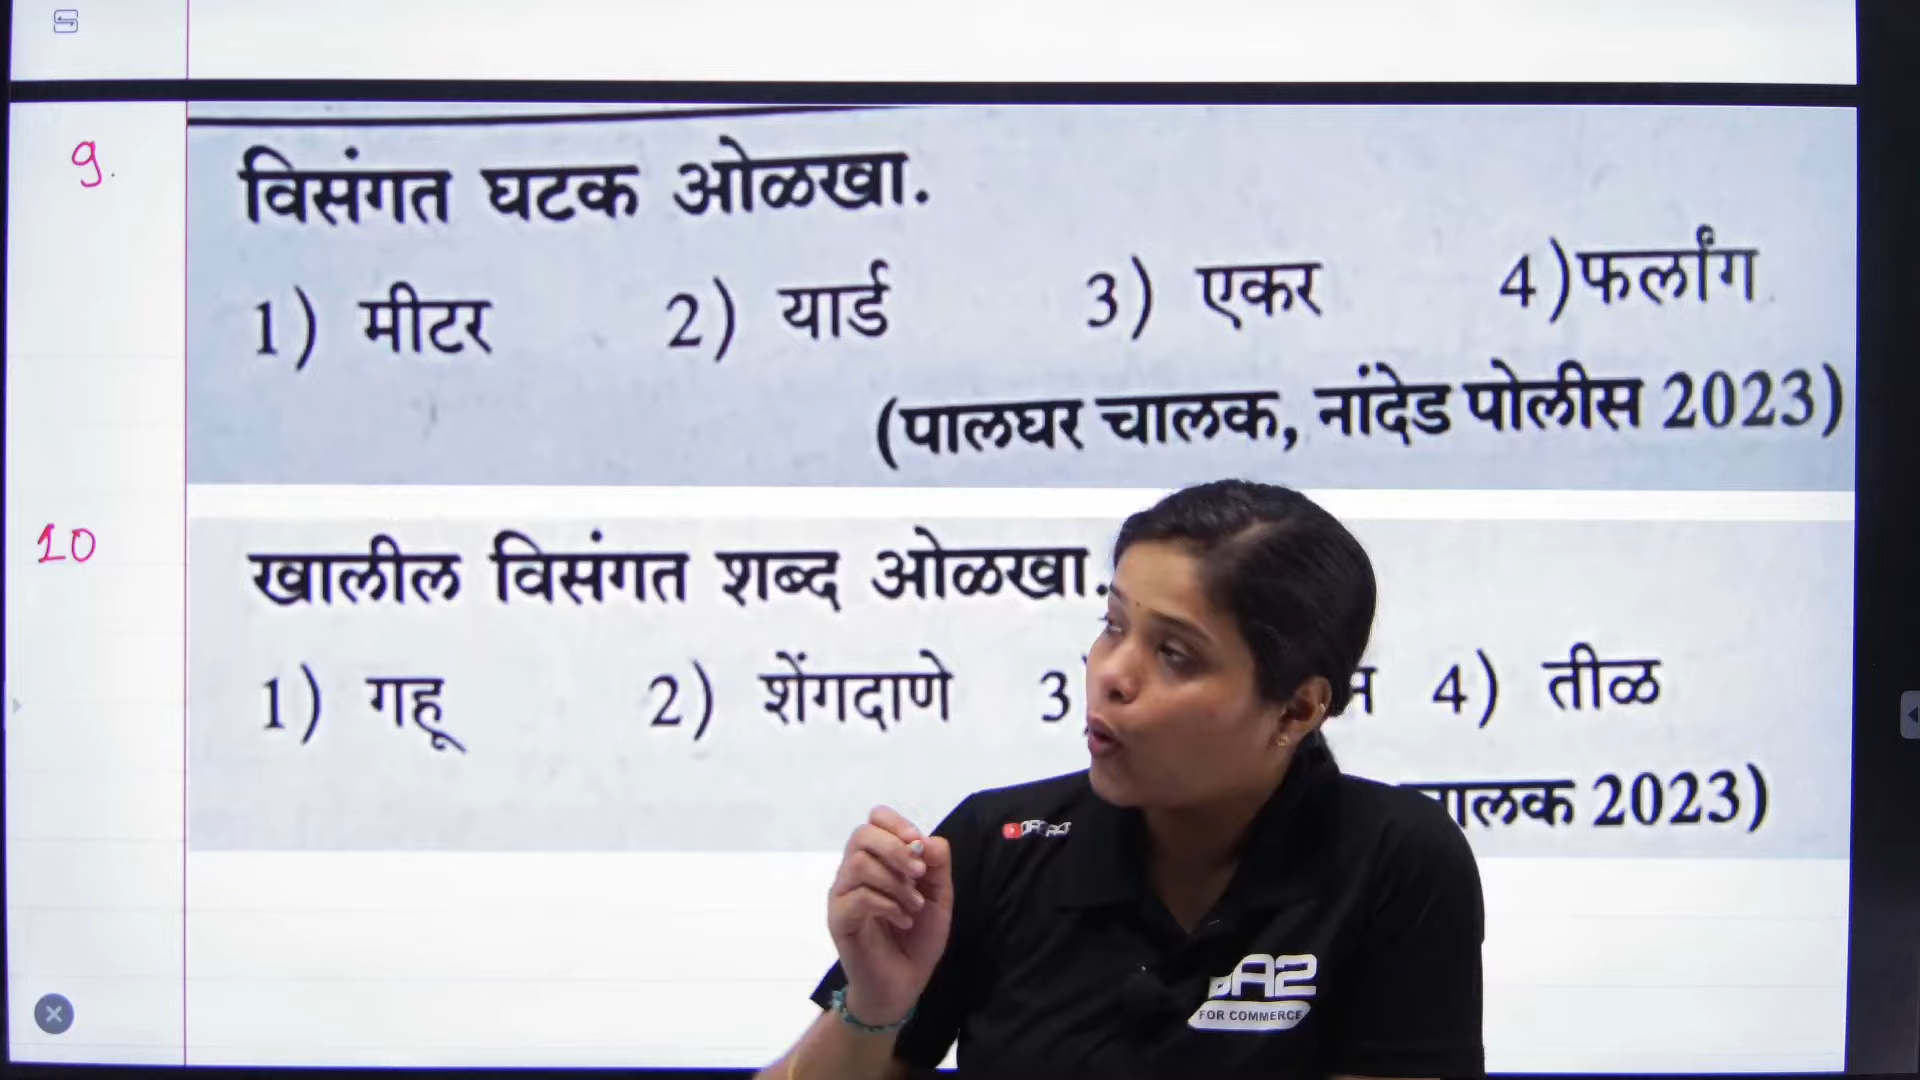 9.
विसंगत घटक ओळखा.
1) मीटर 2) यार्ड 3) एकर 4)फर्लांग
(पालघर चालक, नांदेड पोलीस 2023)
10
खालील विसंगत शब्द ओळखा.
1) गहू 2) शेंगदाणे 3 4) तीळ
2023)
FOR COMMERCE